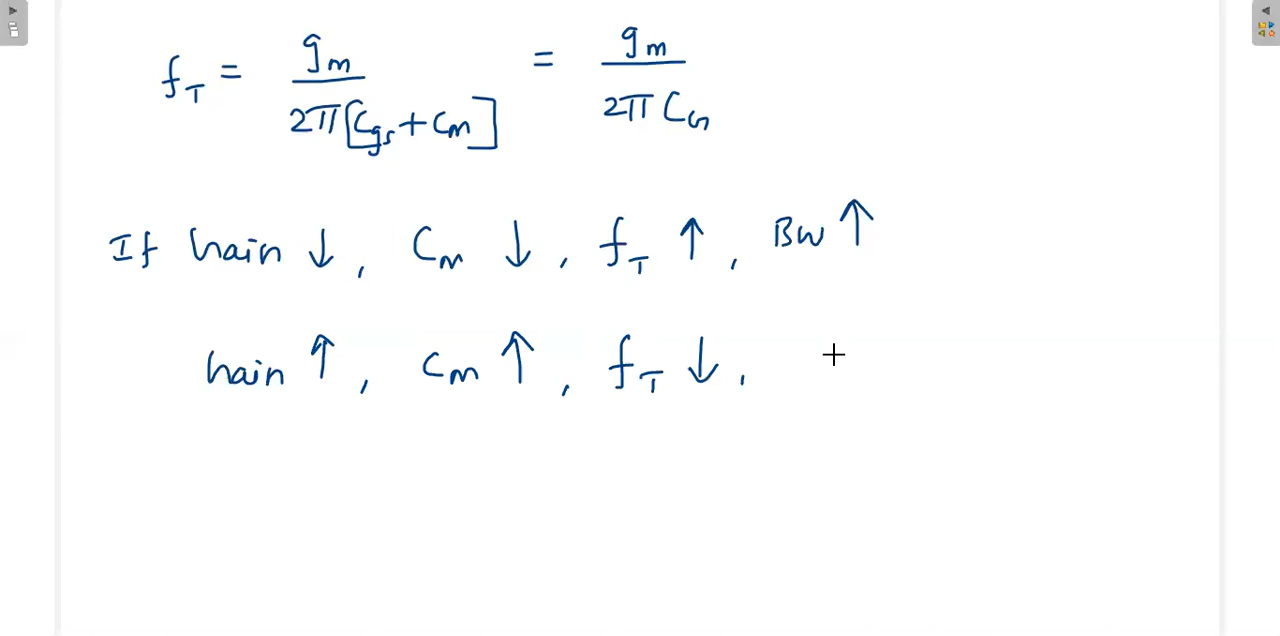 f_T = g_m / 2π[C_gs + C_M] = g_m / 2π C_G
If Gain ↓, C_M ↓, f_T ↑, BW ↑
Gain ↑, C_M ↑, f_T ↓,